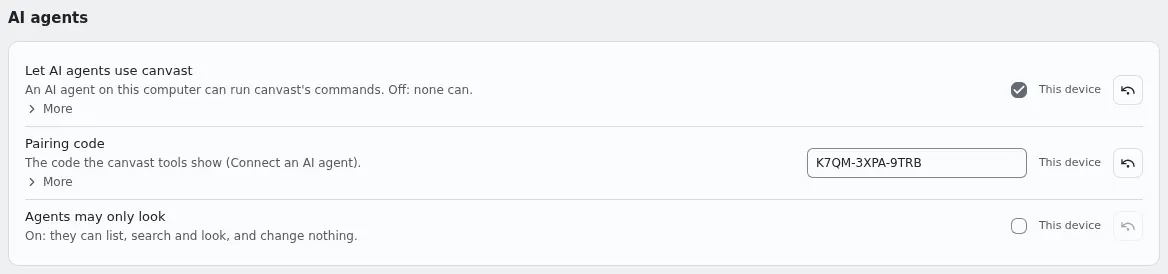 AI agents
Let AI agents use canvast
An AI agent on this computer can run canvast's commands. Off: none can.
This device
More
Pairing code
The code the canvast tools show (Connect an AI agent).
K7QM-3XPA-9TRB
This device
More
Agents may only look
On: they can list, search and look, and change nothing.
This device